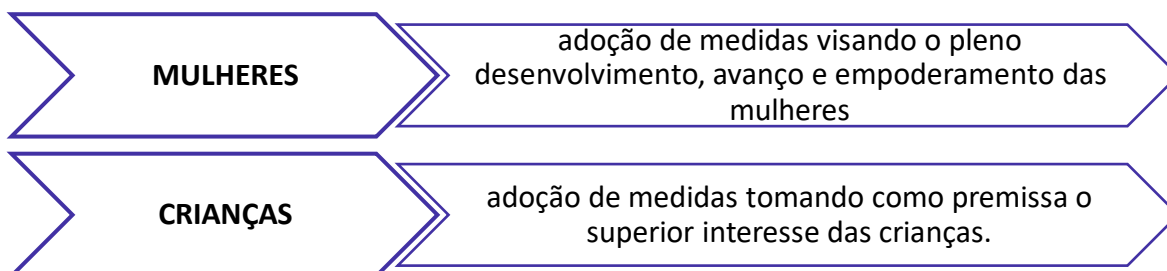 MULHERES
adoção de medidas visando o pleno
desenvolvimento, avanço e empoderamento das
mulheres
CRIANÇAS
adoção de medidas tomando como premissa o
superior interesse das crianças.